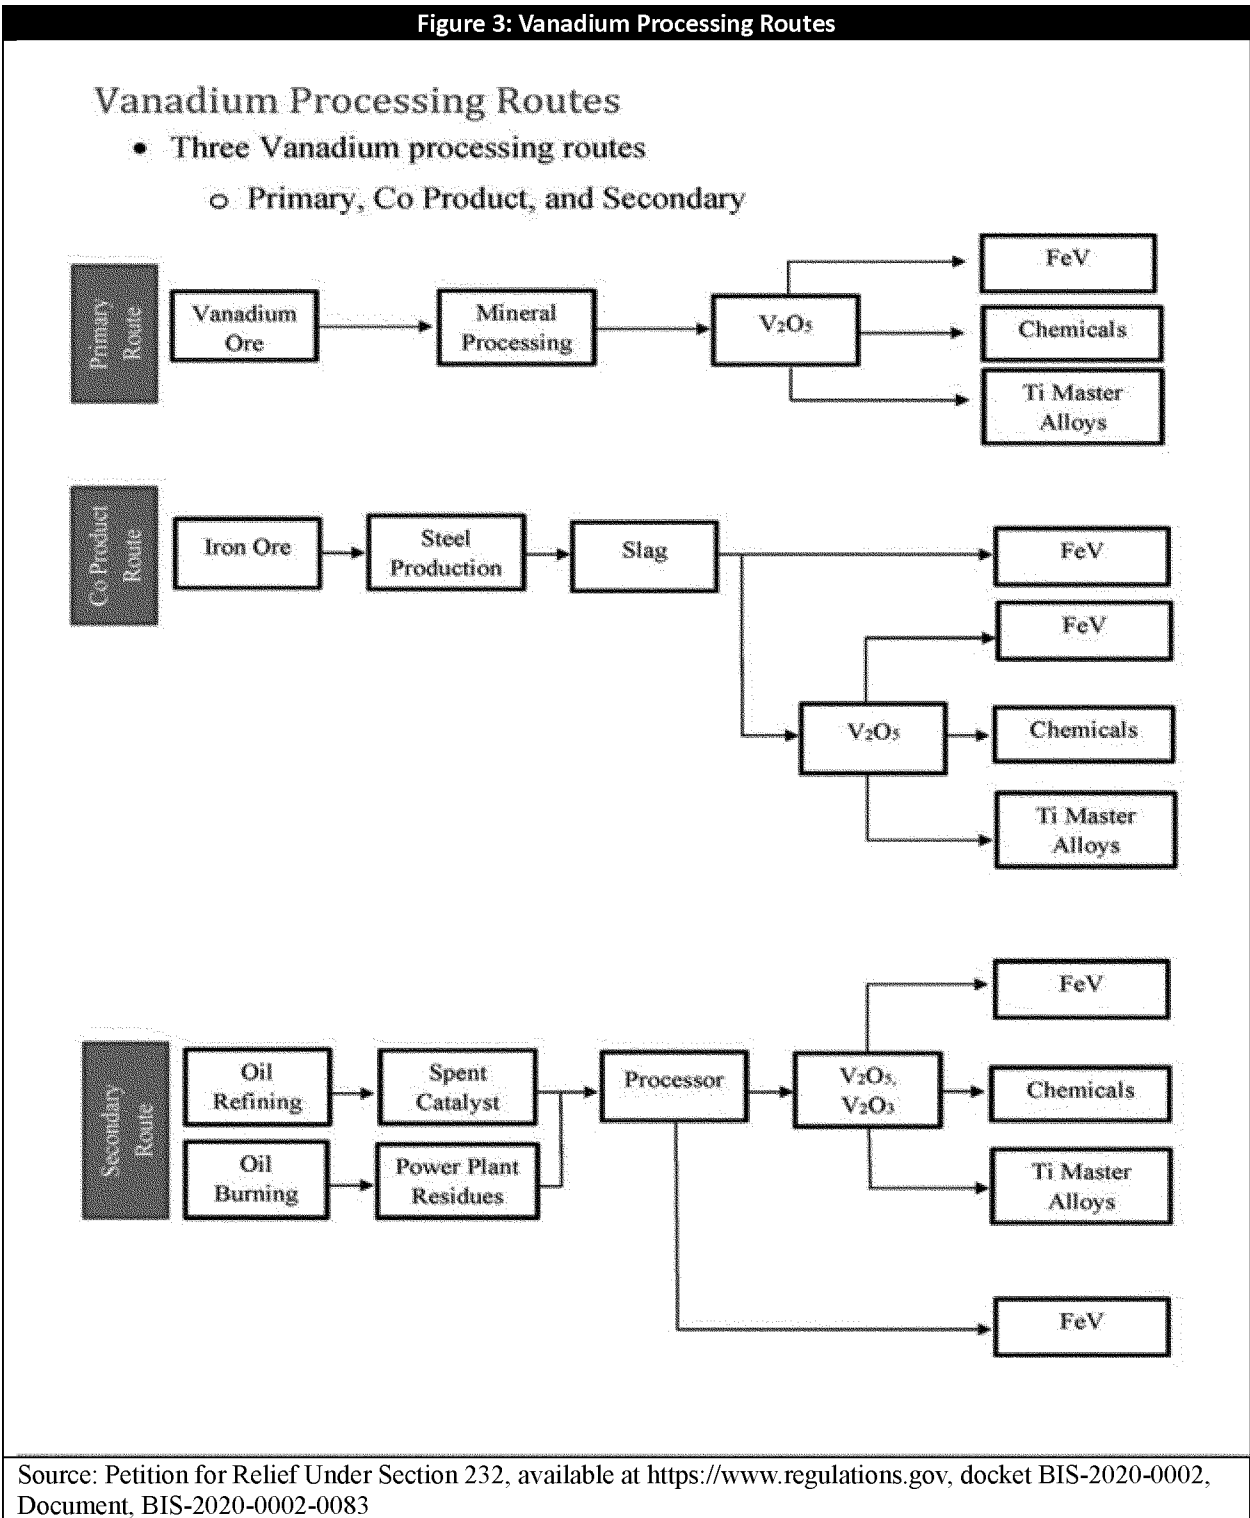 Figure 3: Vanadium Processing Routes
Vanadium Processing Routes
• Three Vanadium processing routes
o Primary, Co Product, and Secondary
Primary
Route
Vanadium
Ore
Mineral
Processing
V₂O₅
FeV
Chemicals
Ti Master
Alloys
Co Product
Route
Iron Ore
Steel
Production
Slag
FeV
FeV
V₂O₅
Chemicals
Ti Master
Alloys
Secondary
Route
Oil
Refining
Spent
Catalyst
Oil
Burning
Power Plant
Residues
Processor
V₂O₅,
V₂O₃
FeV
Chemicals
Ti Master
Alloys
FeV
Source: Petition for Relief Under Section 232, available at https://www.regulations.gov, docket BIS-2020-0002,
Document, BIS-2020-0002-0083